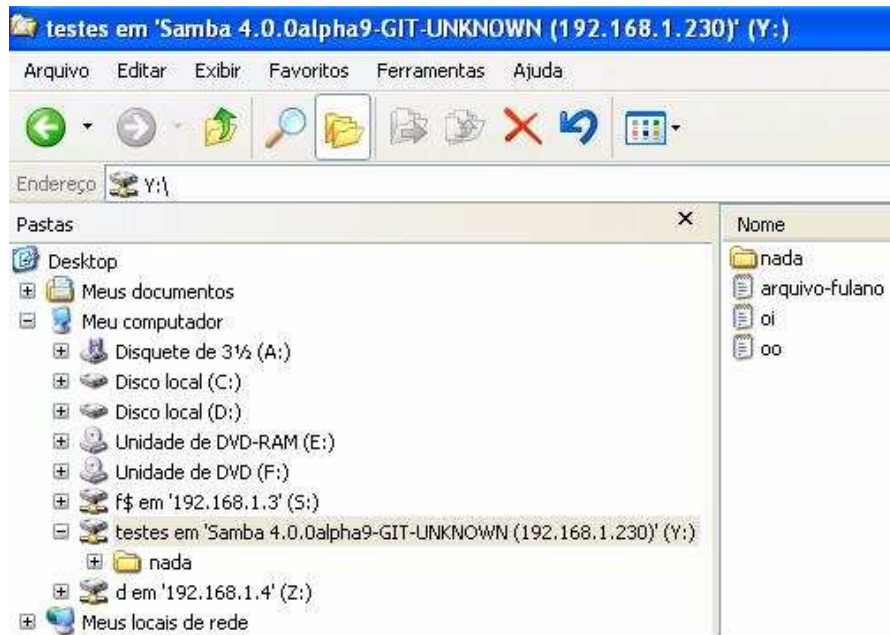 testes em 'Samba 4.0.0alpha9-GIT-UNKNOWN (192.168.1.230)' (Y:)
Arquivo Editar Exibir Favoritos Ferramentas Ajuda
Endereço Y:\
Pastas
Desktop
Meus documentos
Meu computador
Disquete de 3½ (A:)
Disco local (C:)
Disco local (D:)
Unidade de DVD-RAM (E:)
Unidade de DVD (F:)
f$ em '192.168.1.3' (S:)
testes em 'Samba 4.0.0alpha9-GIT-UNKNOWN (192.168.1.230)' (Y:)
nada
d em '192.168.1.4' (Z:)
Meus locais de rede
Nome
nada
arquivo-fulano
oi
oo